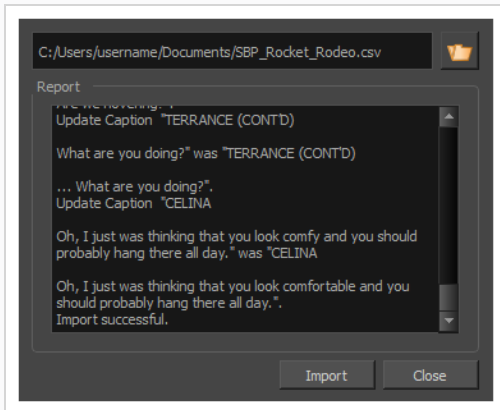 C:/Users/username/Documents/SBP_Rocket_Rodeo.csv
Report
Are we hovering?".
Update Caption "TERRANCE (CONT'D)
What are you doing?" was "TERRANCE (CONT'D)
... What are you doing?".
Update Caption "CELINA
Oh, I just was thinking that you look comfy and you should
probably hang there all day." was "CELINA
Oh, I just was thinking that you look comfortable and you
should probably hang there all day.".
Import successful.
Import
Close